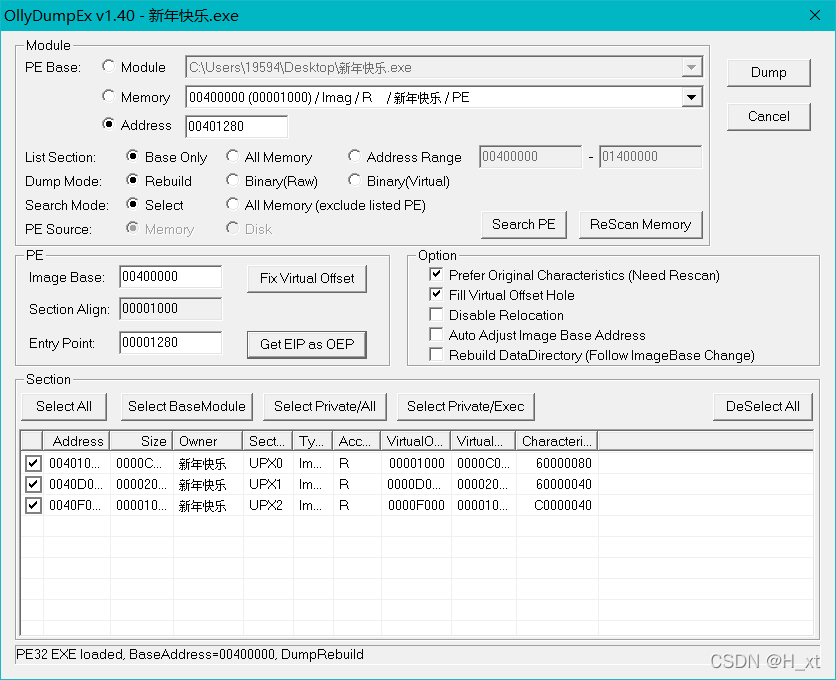 OllyDumpEx v1.40 - 新年快乐.exe
Module
PE Base: Module C:\Users\19594\Desktop\新年快乐.exe
Dump
Memory 00400000 (00001000) / Imag / R / 新年快乐 / PE
Address 00401280
Cancel
List Section: Base Only All Memory Address Range 00400000 - 01400000
Dump Mode: Rebuild Binary(Raw) Binary(Virtual)
Search Mode: Select All Memory (exclude listed PE)
PE Source: Memory Disk
Search PE ReScan Memory
PE
Image Base: 00400000 Fix Virtual Offset
Section Align: 00001000
Entry Point: 00001280 Get EIP as OEP
Option
Prefer Original Characteristics (Need Rescan)
Fill Virtual Offset Hole
Disable Relocation
Auto Adjust Image Base Address
Rebuild DataDirectory (Follow ImageBase Change)
Section
Select All Select BaseModule Select Private/All Select Private/Exec DeSelect All
Address Size Owner Sect... Ty... Acc... VirtualO... Virtual... Characteri...
004010... 0000C... 新年快乐 UPX0 Im... R 00001000 0000C0... 60000080
0040D0... 000020... 新年快乐 UPX1 Im... R 0000D0... 000020... 60000040
0040F0... 000010... 新年快乐 UPX2 Im... R 0000F000 000010... C0000040
PE32 EXE loaded, BaseAddress=00400000, DumpRebuild
CSDN @H_xt